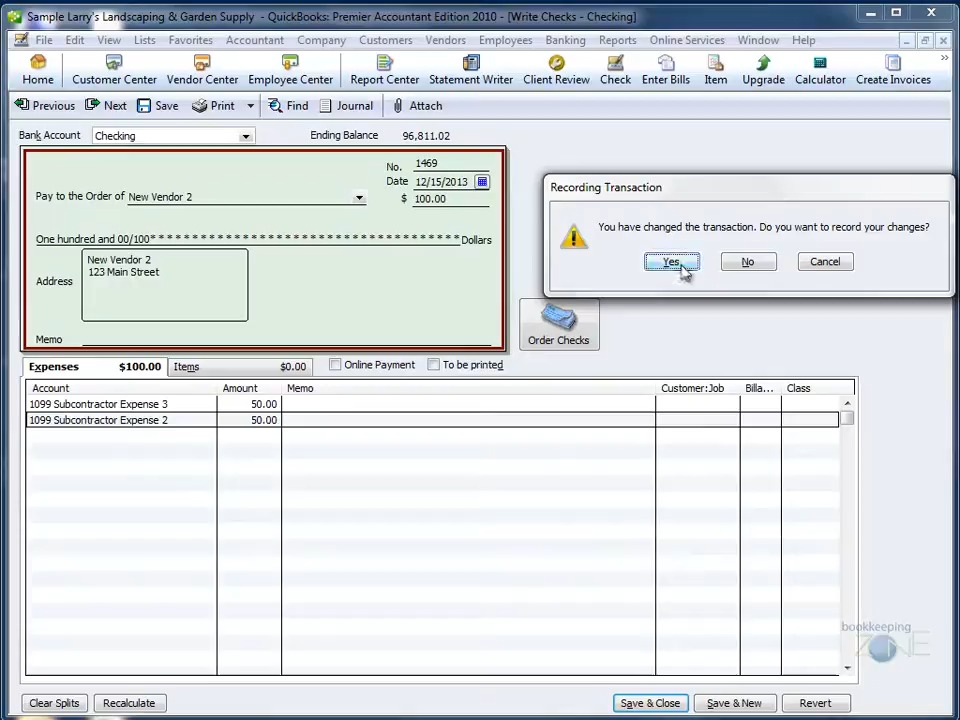 Sample Larry's Landscaping & Garden Supply - QuickBooks: Premier Accountant Edition 2010 - [Write Checks - Checking]
File Edit View Lists Favorites Accountant Company Customers Vendors Employees Banking Reports Online Services Window Help
Home Customer Center Vendor Center Employee Center Report Center Statement Writer Client Review Check Enter Bills Item Upgrade Calculator Create Invoices
Previous Next Save Print Find Journal Attach
Bank Account Checking Ending Balance 96,811.02
No. 1469
Date 12/15/2013
Pay to the Order of New Vendor 2 $ 100.00
One hundred and 00/100* * * * * * * * * * * * * * * * * * * * * * * * * * * * * * * * * * * * * * * * Dollars
New Vendor 2
123 Main Street
Address
Memo
Recording Transaction
You have changed the transaction. Do you want to record your changes?
Yes No Cancel
Order Checks
Expenses $100.00 Items $0.00 Online Payment To be printed
Account Amount Memo Customer:Job Billa... Class
1099 Subcontractor Expense 3 50.00
1099 Subcontractor Expense 2 50.00
bookkeeping
ZONE
Clear Splits Recalculate Save & Close Save & New Revert